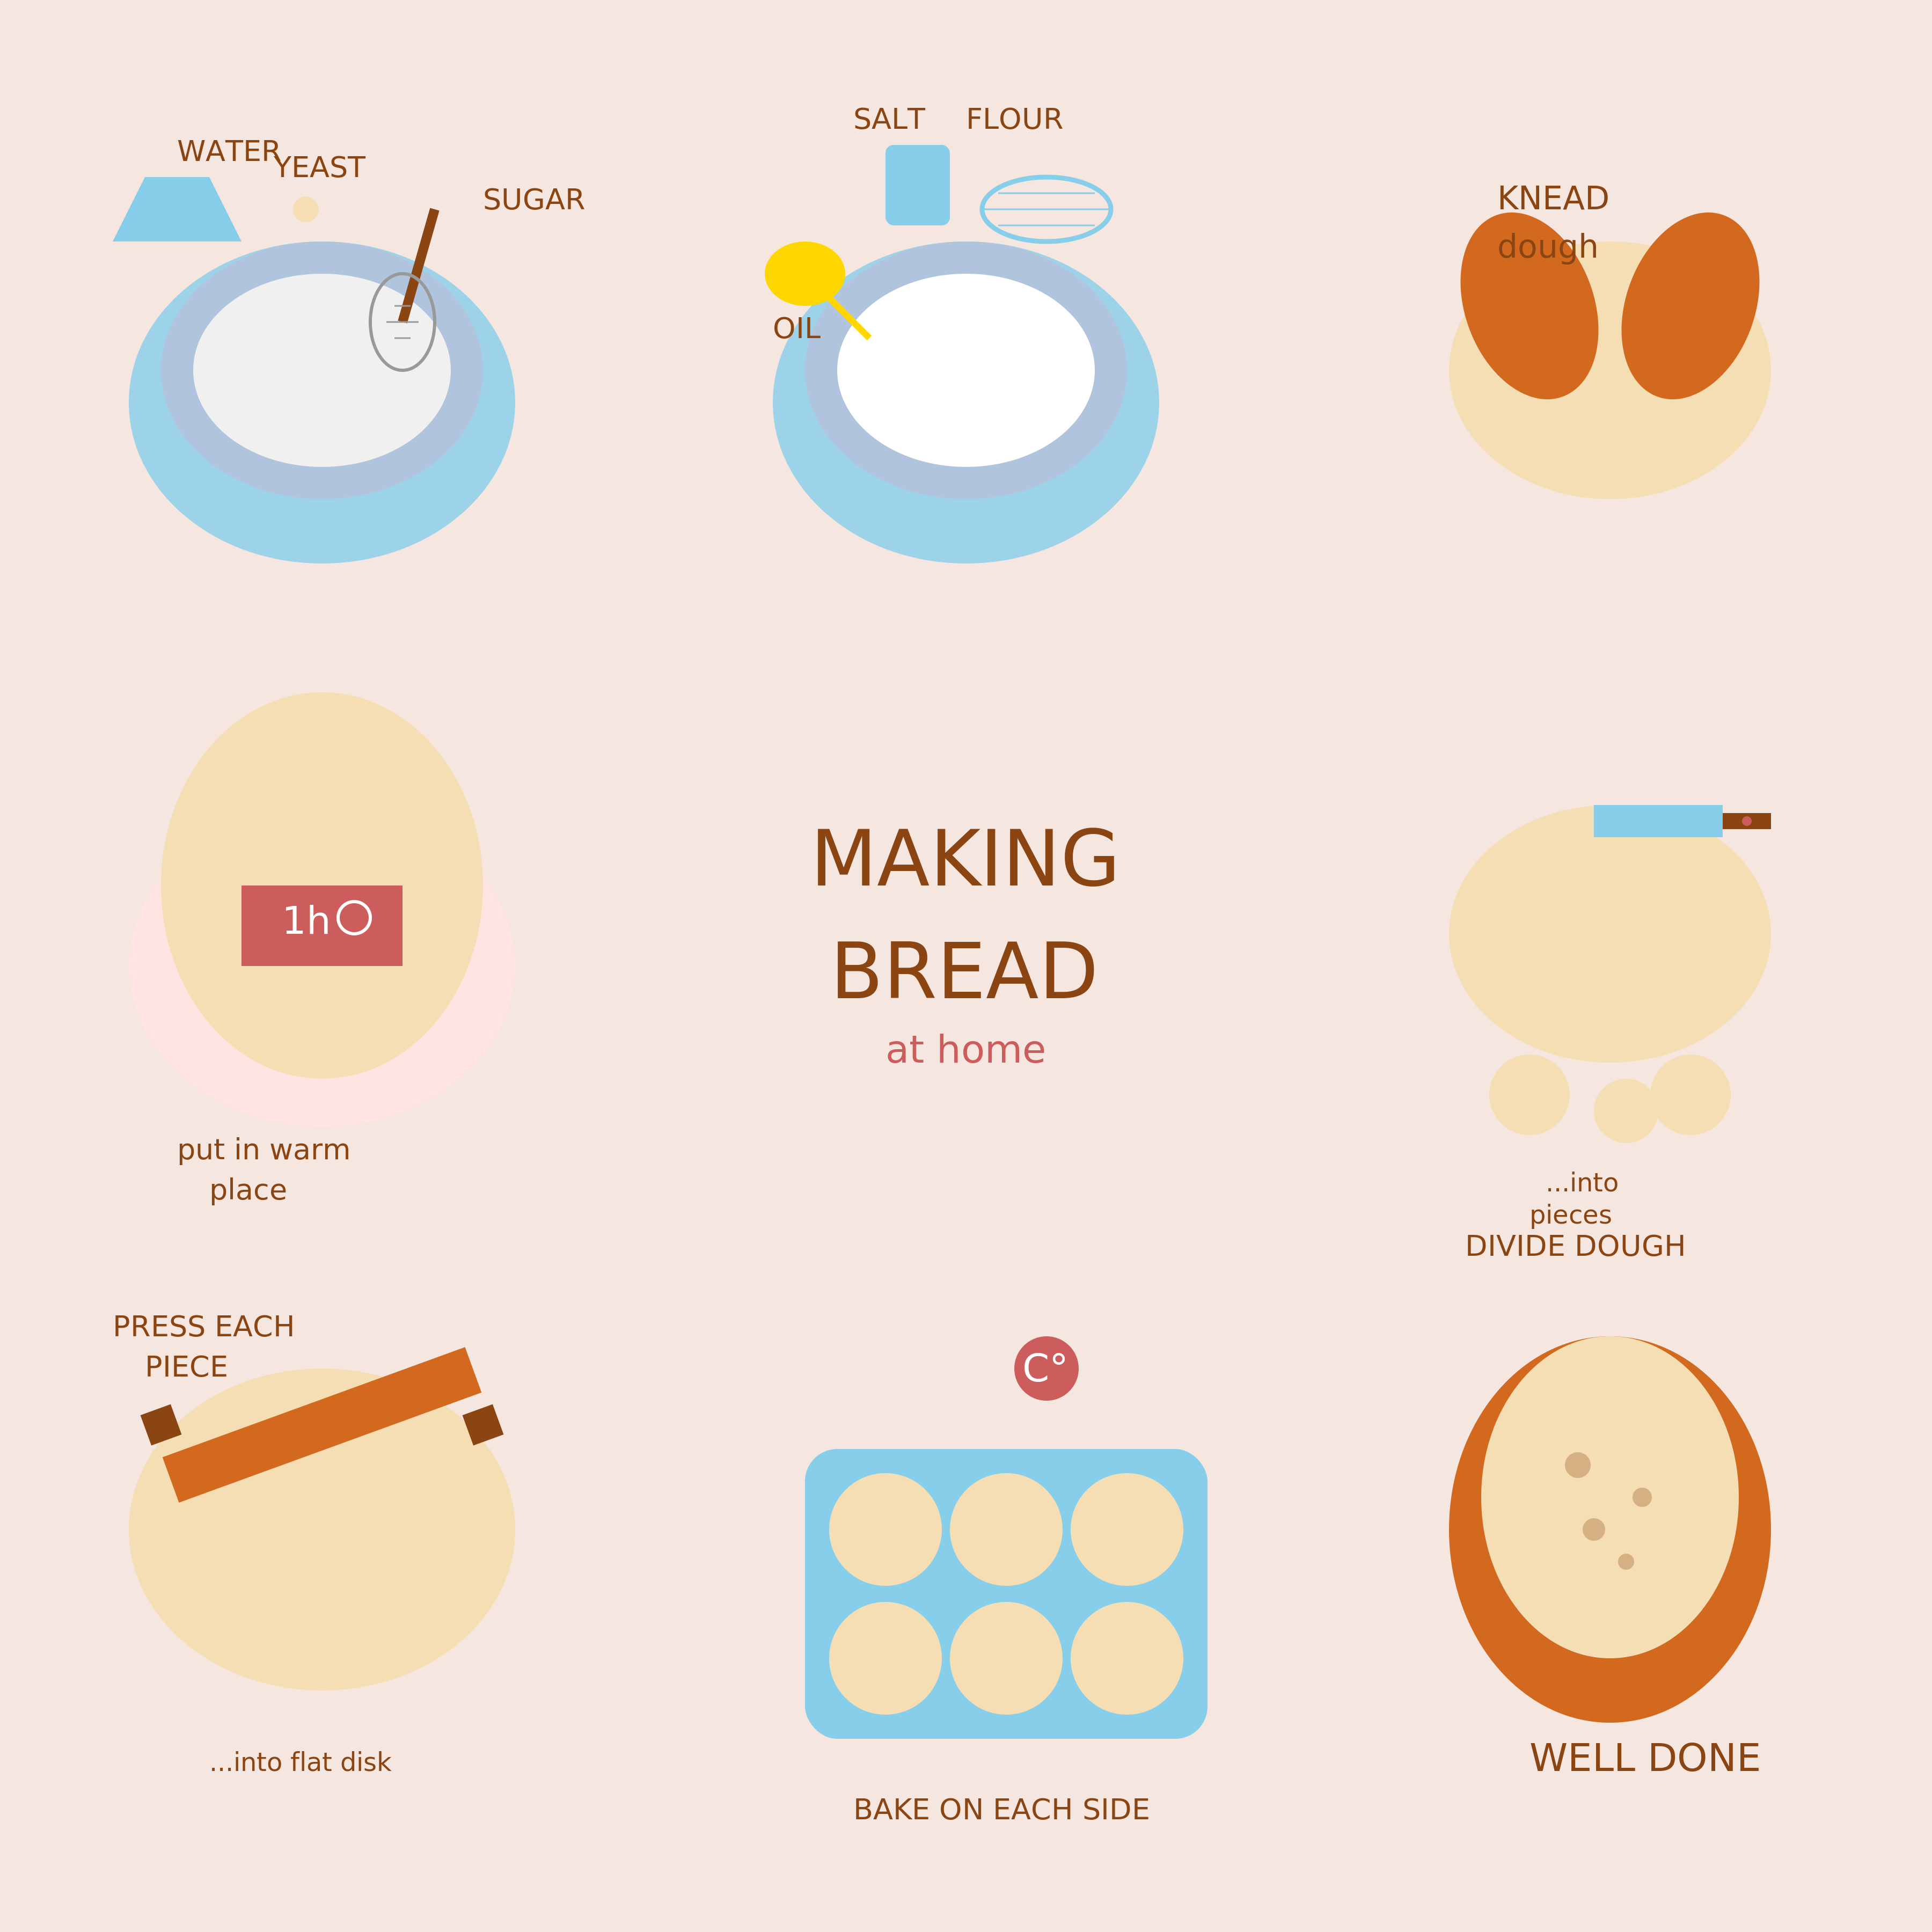 WATER
YEAST
SUGAR
SALT
FLOUR
OIL
KNEAD
dough
1h
put in warm
place
MAKING
BREAD
at home
...into
pieces
DIVIDE DOUGH
PRESS EACH
PIECE
...into flat disk
C°
BAKE ON EACH SIDE
WELL DONE